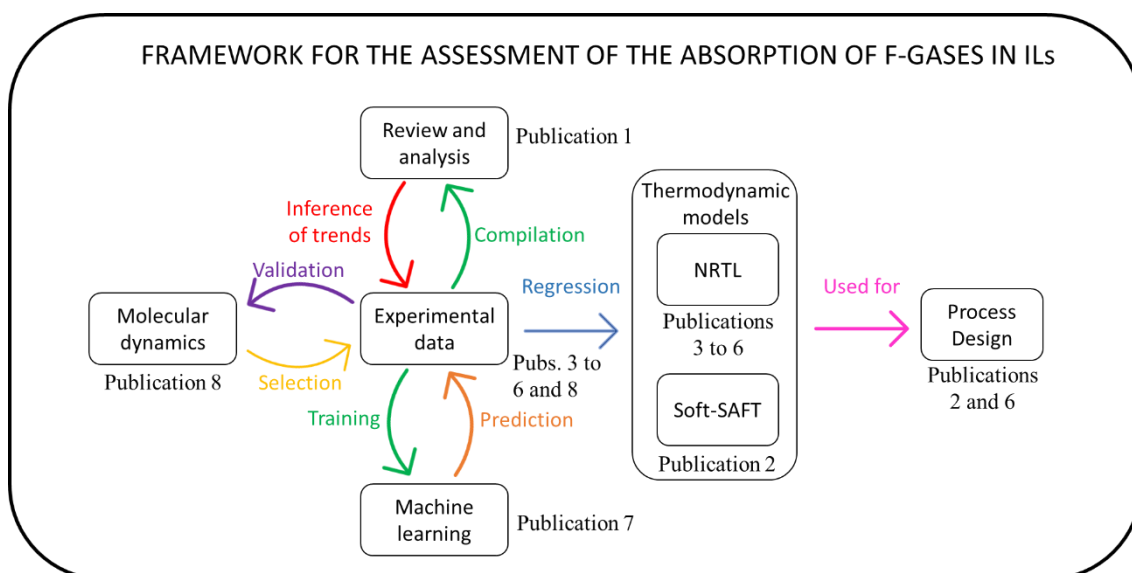 FRAMEWORK FOR THE ASSESSMENT OF THE ABSORPTION OF F-GASES IN ILs
Review and
analysis
Publication 1
Inference
of trends
Compilation
Validation
Molecular
dynamics
Publication 8
Selection
Experimental
data
Regression
Pubs. 3 to
6 and 8
Training
Prediction
Machine
learning
Publication 7
Thermodynamic
models
NRTL
Publications
3 to 6
Soft-SAFT
Publication 2
Used for
Process
Design
Publications
2 and 6